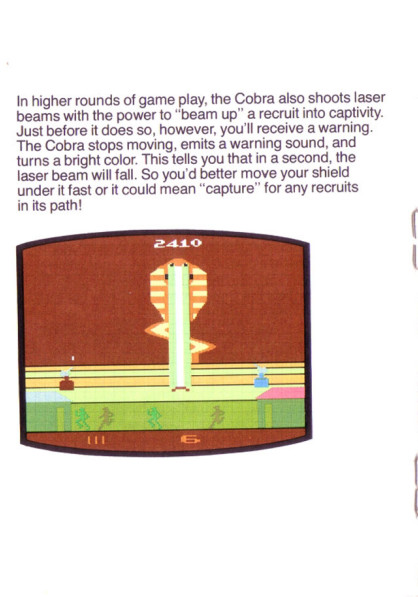 In higher rounds of game play, the Cobra also shoots laser
beams with the power to “beam up” a recruit into captivity.
Just before it does so, however, you’ll receive a warning.
The Cobra stops moving, emits a warning sound, and
turns a bright color. This tells you that in a second, the
laser beam will fall. So you’d better move your shield
under it fast or it could mean “capture” for any recruits
in its path!
2410
6